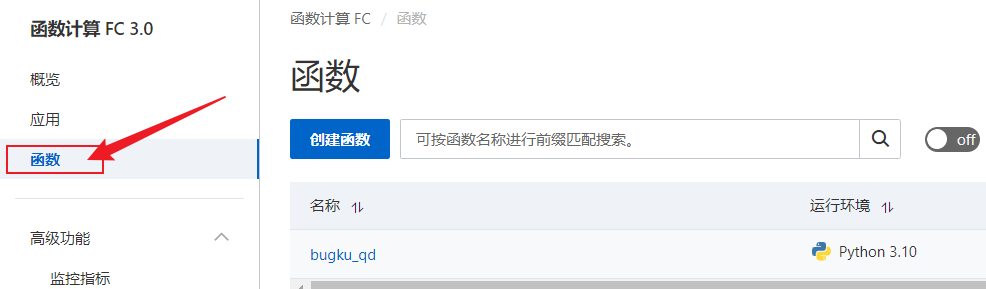 函数计算 FC 3.0
概览
应用
函数
高级功能
监控指标
函数计算 FC / 函数
函数
创建函数 可按函数名称进行前缀匹配搜索。 off
名称 运行环境
bugku_qd Python 3.10